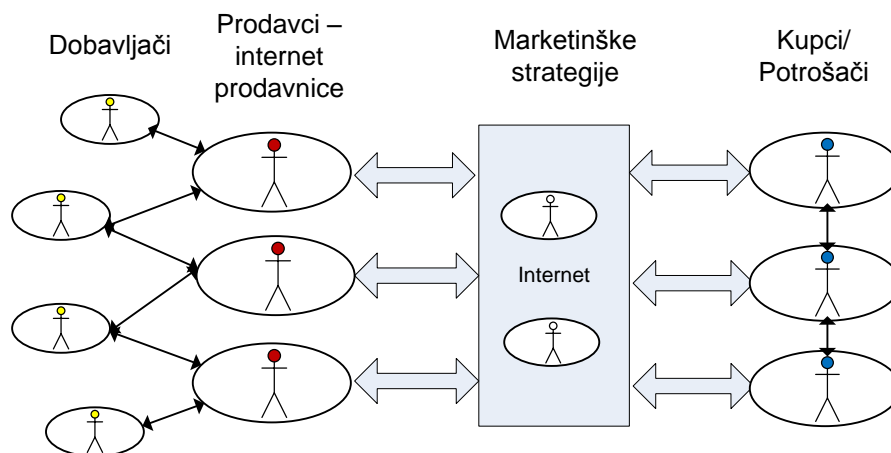 Dobavljači
Prodavci –
internet
prodavnice
Marketinške
strategije
Kupci/
Potrošači
Internet